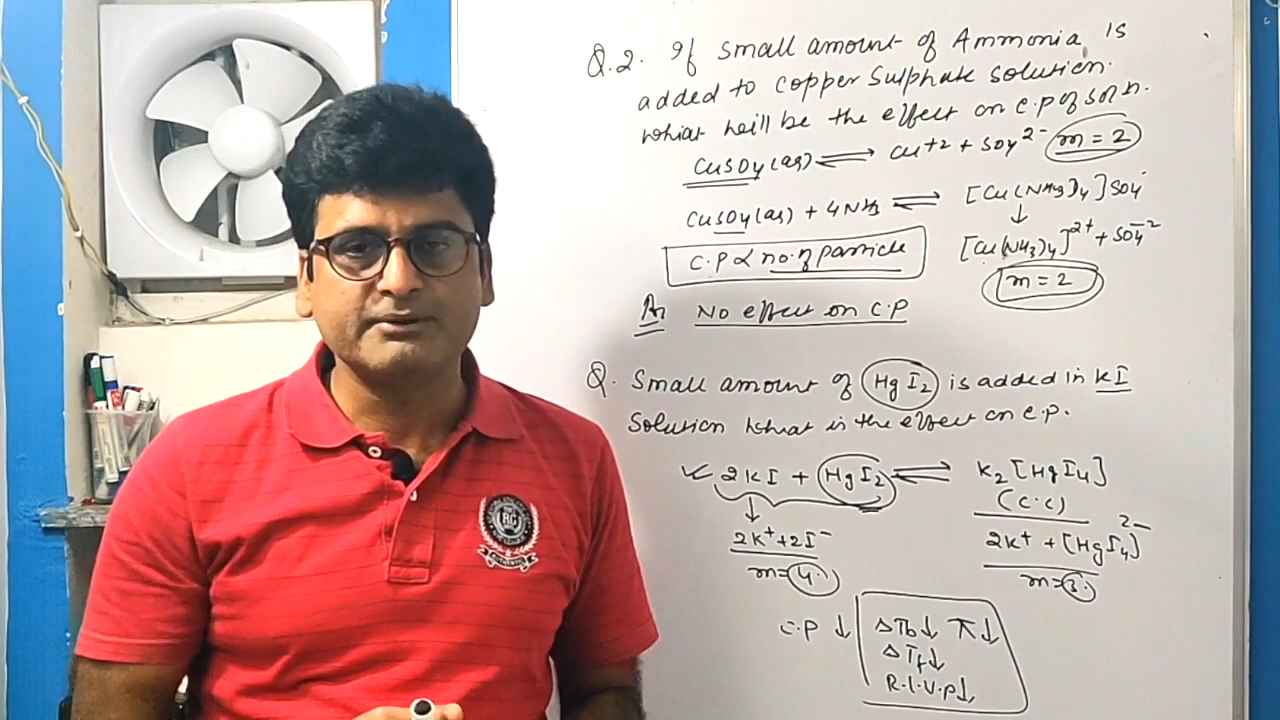 Q.2. If small amount of Ammonia is
added to copper sulphate solution.
What will be the effect on C.P of soln.
CuSO4(aq) ⇌ Cu+2 + SO4 2- m = 2
CuSO4(aq) + 4NH3 ⇌ [Cu(NH3)4]SO4
↓
C.P ∝ no. of particle [Cu(NH3)4]2+ + SO4-2
m = 2
An No effect on C.P
Q. Small amount of HgI2 is added in KI
Solution What is the effect on C.P.
2KI + HgI2 ⇌ K2[HgI4]
(C.C)
↓
2K+ + 2I- 2K+ + [HgI4]2-
m = 4. m = 3.
C.P ↓ ΔTb↓ π↓
ΔTf↓
R.L.V.P↓
RG
AUTHENTIC